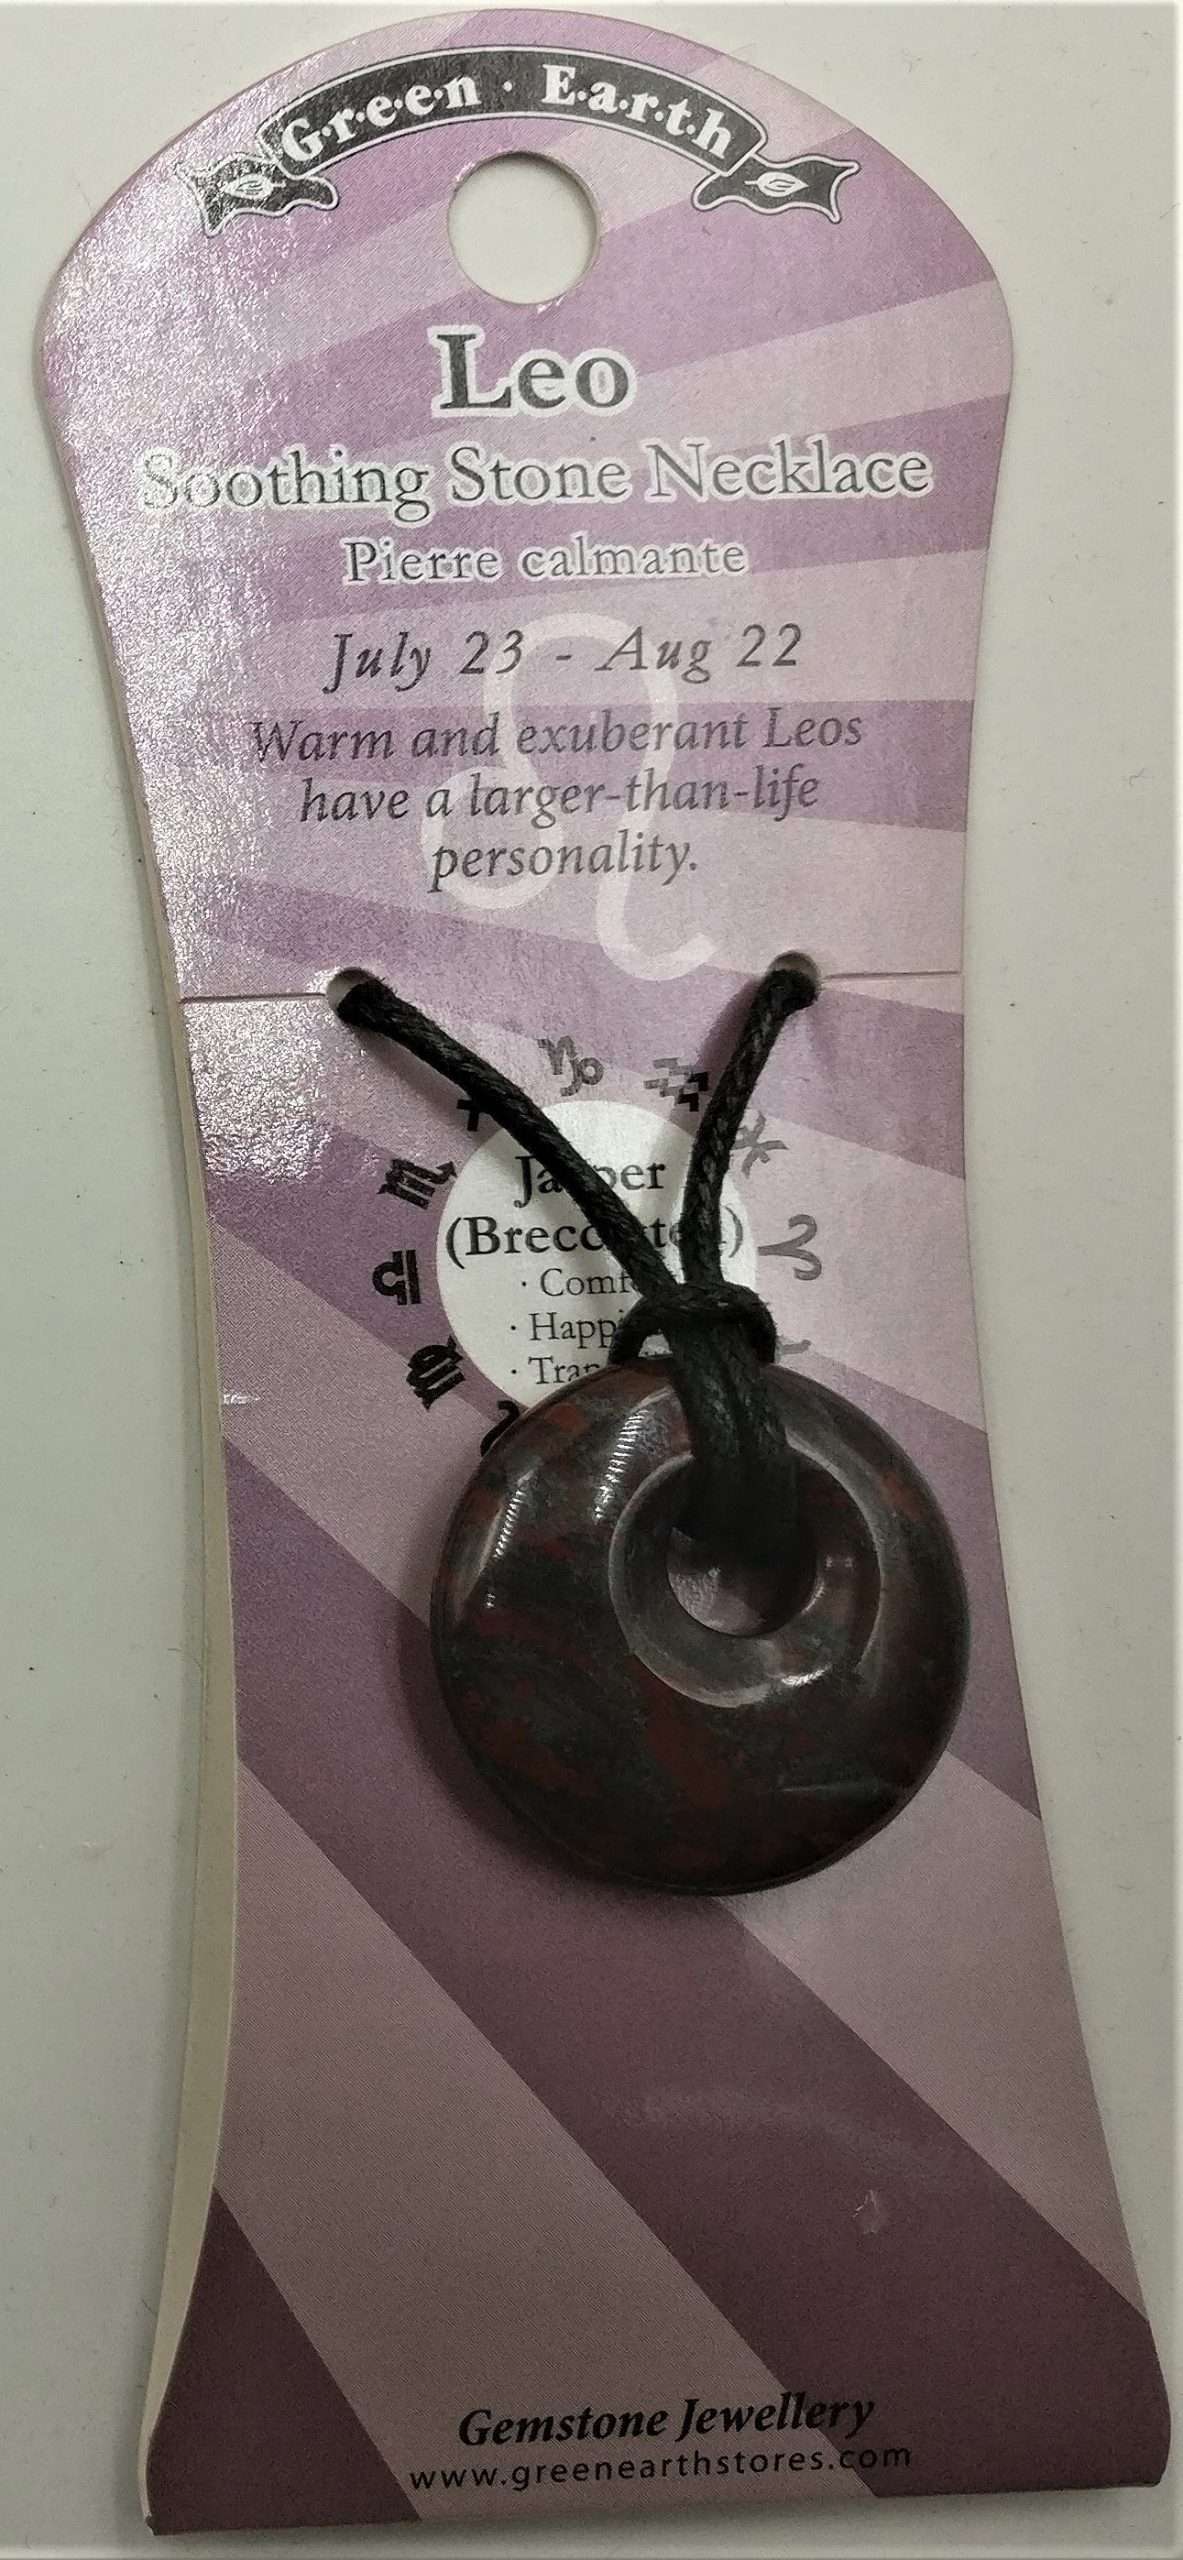 G·r·e·e·n · E·a·r·t·h
Leo
Soothing Stone Necklace
Pierre calmante
July 23 - Aug 22
Warm and exuberant Leos
have a larger-than-life
personality.
Gemstone Jewellery
www.greenearthstores.com